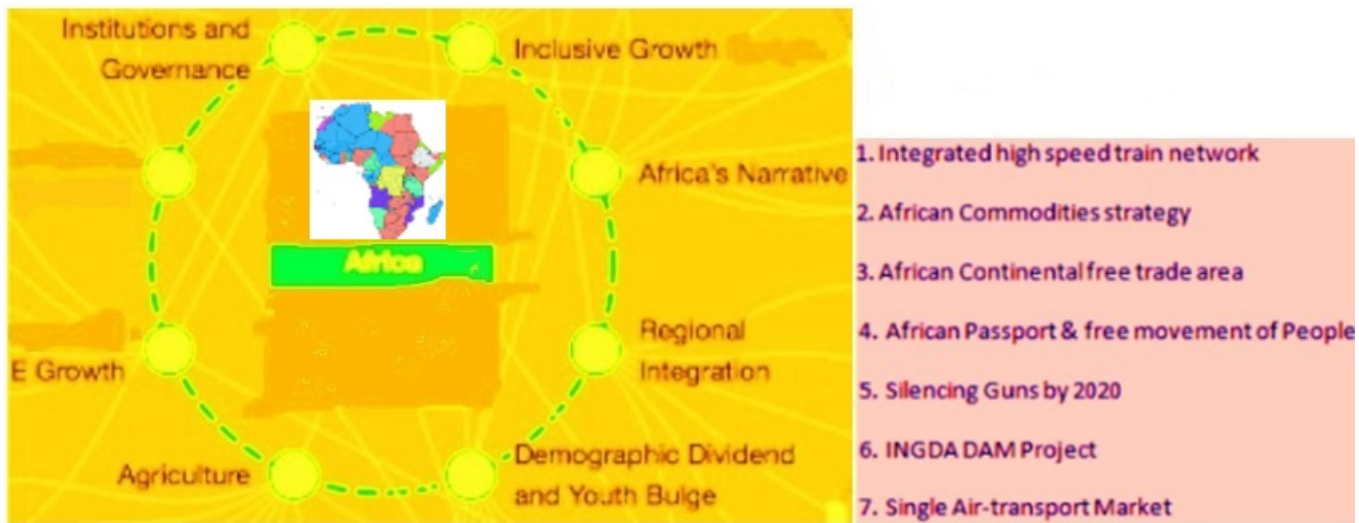 Institutions and
Governance
Inclusive Growth
Africa's Narrative
Africa
Regional
Integration
E Growth
Agriculture
Demographic Dividend
and Youth Bulge
1. Integrated high speed train network
2. African Commodities strategy
3. African Continental free trade area
4. African Passport & free movement of People
5. Silencing Guns by 2020
6. INGDA DAM Project
7. Single Air-transport Market